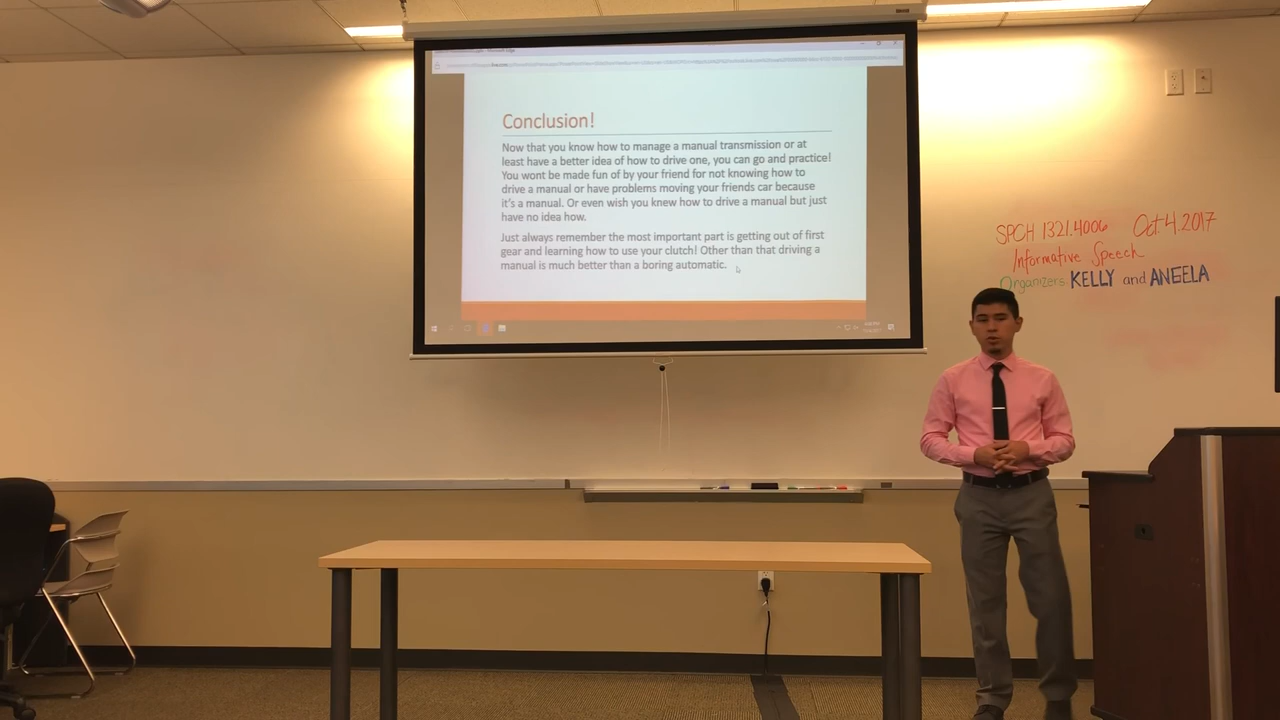 Conclusion!
Now that you know how to manage a manual transmission or at
least have a better idea of how to drive one, you can go and practice!
You wont be made fun of by your friend for not knowing how to
drive a manual or have problems moving your friends car because
it's a manual. Or even wish you knew how to drive a manual but just
have no idea how.
Just always remember the most important part is getting out of first
gear and learning how to use your clutch! Other than that driving a
manual is much better than a boring automatic.
SPCH 1321.4006 Oct 4.2017
Informative Speech
Organizers: KELLY and ANGELA